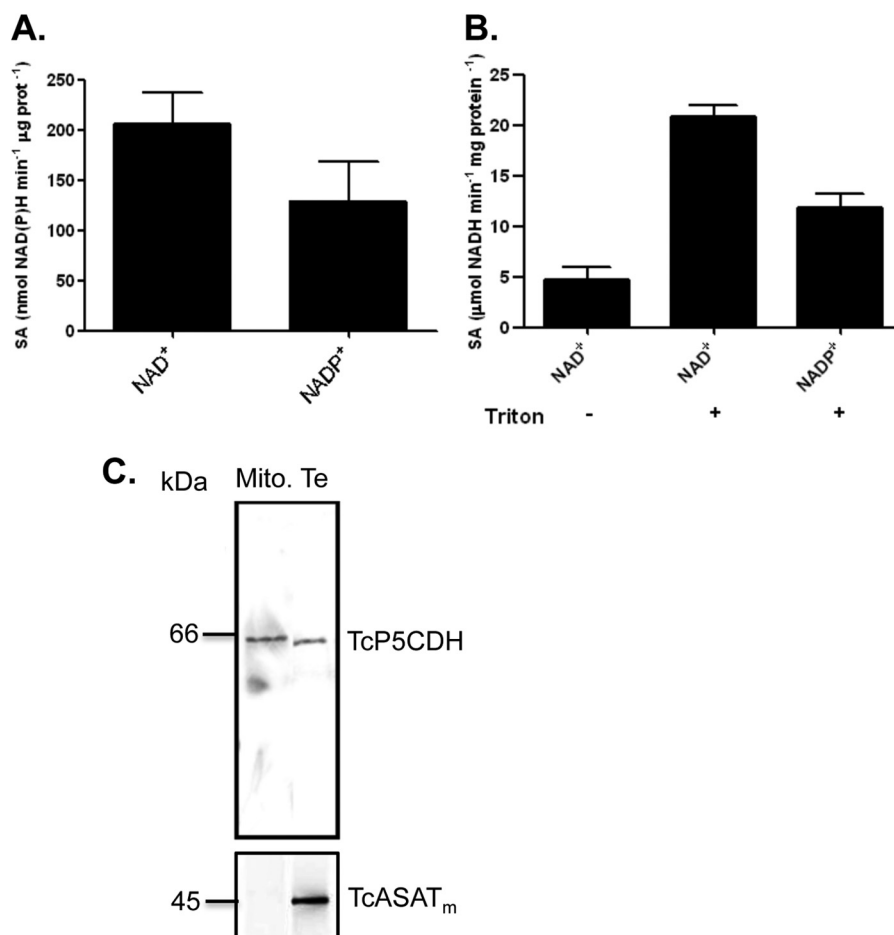 A.
SA (nmol NAD(P)H min⁻¹ µg prot⁻¹)
250
200
150
100
50
0
NAD⁺
NADP⁺
B.
SA (µmol NADH min⁻¹ mg protein⁻¹)
25
20
15
10
5
0
NAD⁺
NAD⁺
NADP⁺
Triton - + +
C.
kDa Mito. Te
66 TcP5CDH
45 TcASATₘ